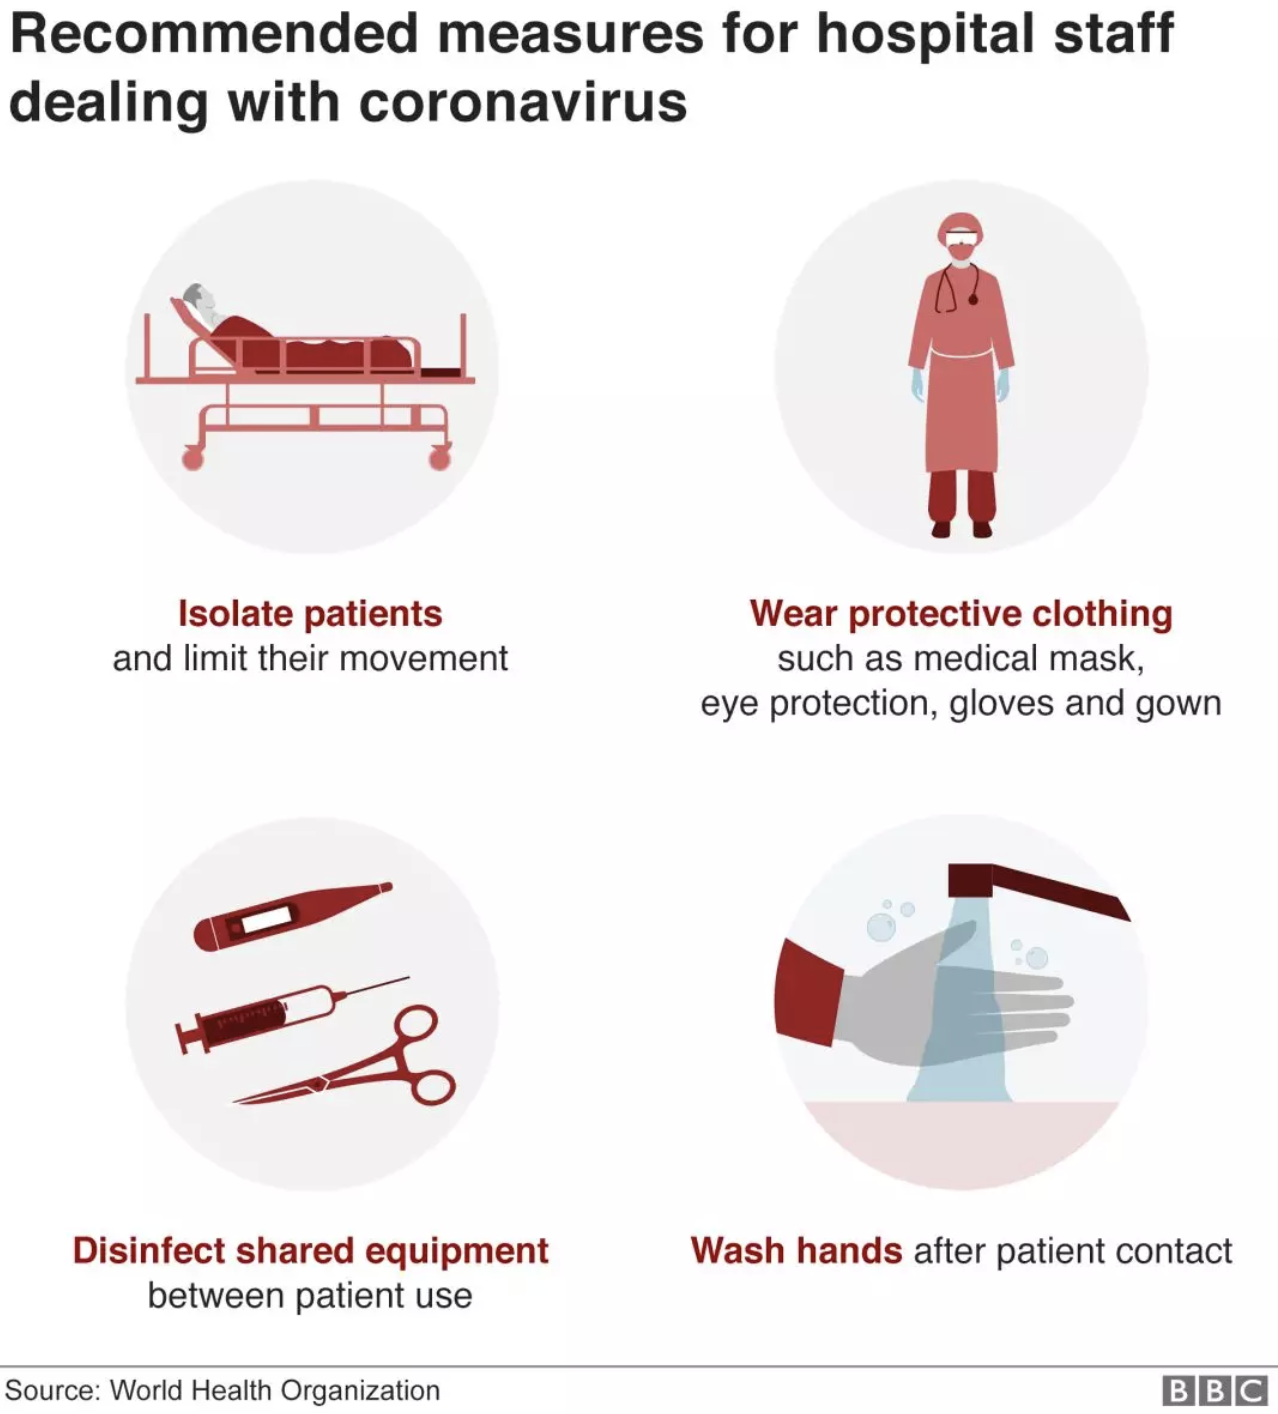 Recommended measures for hospital staff
dealing with coronavirus
Isolate patients
and limit their movement
Wear protective clothing
such as medical mask,
eye protection, gloves and gown
Disinfect shared equipment
between patient use
Wash hands after patient contact
Source: World Health Organization
BBC